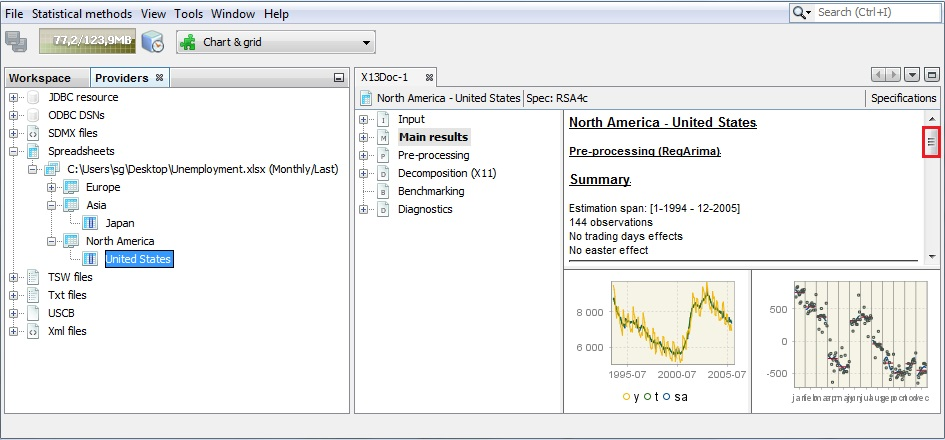 File Statistical methods View Tools Window Help
Search (Ctrl+I)
77,2/123,9MB
Chart & grid
Workspace
Providers
JDBC resource
ODBC DSNs
SDMX files
Spreadsheets
C:\Users\sg\Desktop\Unemployment.xlsx (Monthly/Last)
Europe
Asia
Japan
North America
United States
TSW files
Txt files
USCB
Xml files
X13Doc-1
North America - United States Spec: RSA4c
Specifications
Input
Main results
Pre-processing
Decomposition (X11)
Benchmarking
Diagnostics
North America - United States
Pre-processing (RegArima)
Summary
Estimation span: [1-1994 - 12-2005]
144 observations
No trading days effects
No easter effect
8 000
6 000
1995-07 2000-07 2005-07
y t sa
500
0
-500